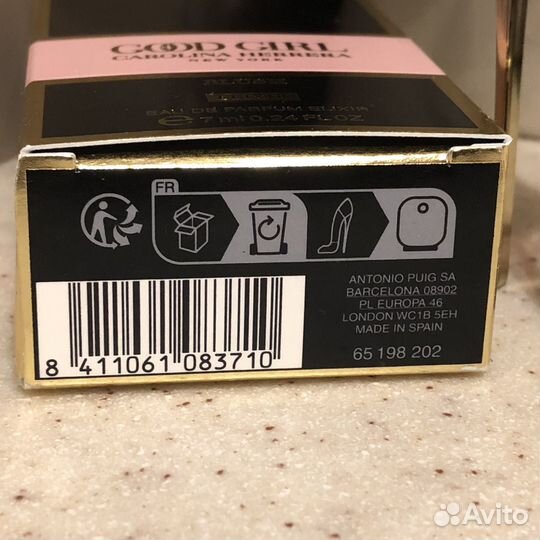 GOOD GIRL
CAROLINA HERRERA
NEW YORK
BLUSH
EAU DE PARFUM ELIXIR
e 7 ml 0.24 FL.OZ
FR
ANTONIO PUIG SA
BARCELONA 08902
PL EUROPA 46
LONDON WC1B 5EH
MADE IN SPAIN
65 198 202
8 411061 083710
Avito